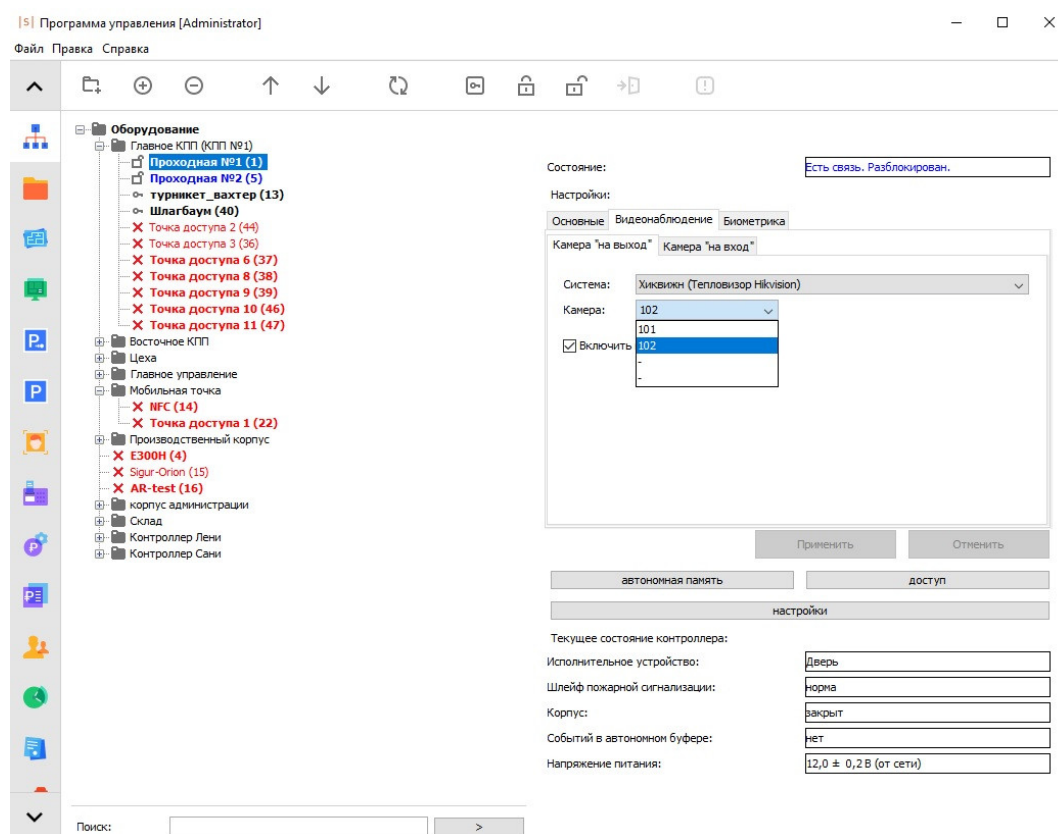 |S| Программа управления [Administrator]
Файл Правка Справка
Оборудование
Главное КПП (КПП №1)
Проходная №1 (1)
Проходная №2 (5)
турникет_вахтер (13)
Шлагбаум (40)
Точка доступа 2 (44)
Точка доступа 3 (36)
Точка доступа 6 (37)
Точка доступа 8 (38)
Точка доступа 9 (39)
Точка доступа 10 (46)
Точка доступа 11 (47)
Восточное КПП
Цеха
Главное управление
Мобильная точка
NFC (14)
Точка доступа 1 (22)
Производственный корпус
E300H (4)
Sigur-Orion (15)
AR-test (16)
корпус администрации
Склад
Контроллер Лени
Контроллер Сани
Поиск: >
Состояние: Есть связь. Разблокирован.
Настройки:
Основные Видеонаблюдение Биометрика
Камера "на выход" Камера "на вход"
Система: Хиквижн (Тепловизор Hikvision)
Камера: 102
101
Включить 102
-
-
Применить Отменить
автономная память доступ
настройки
Текущее состояние контроллера:
Исполнительное устройство: Дверь
Шлейф пожарной сигнализации: норма
Корпус: закрыт
Событий в автономном буфере: нет
Напряжение питания: 12,0 ± 0,2 В (от сети)